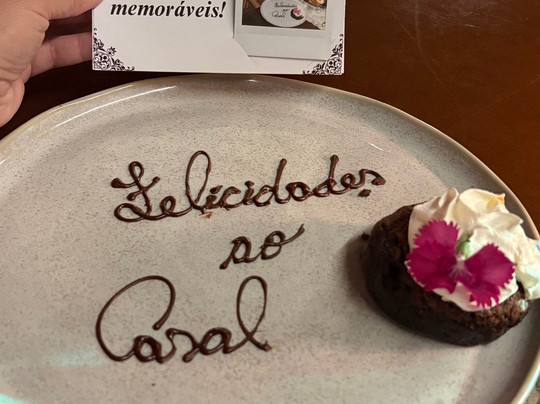 memoráveis!
Felicidades
ao
Casal